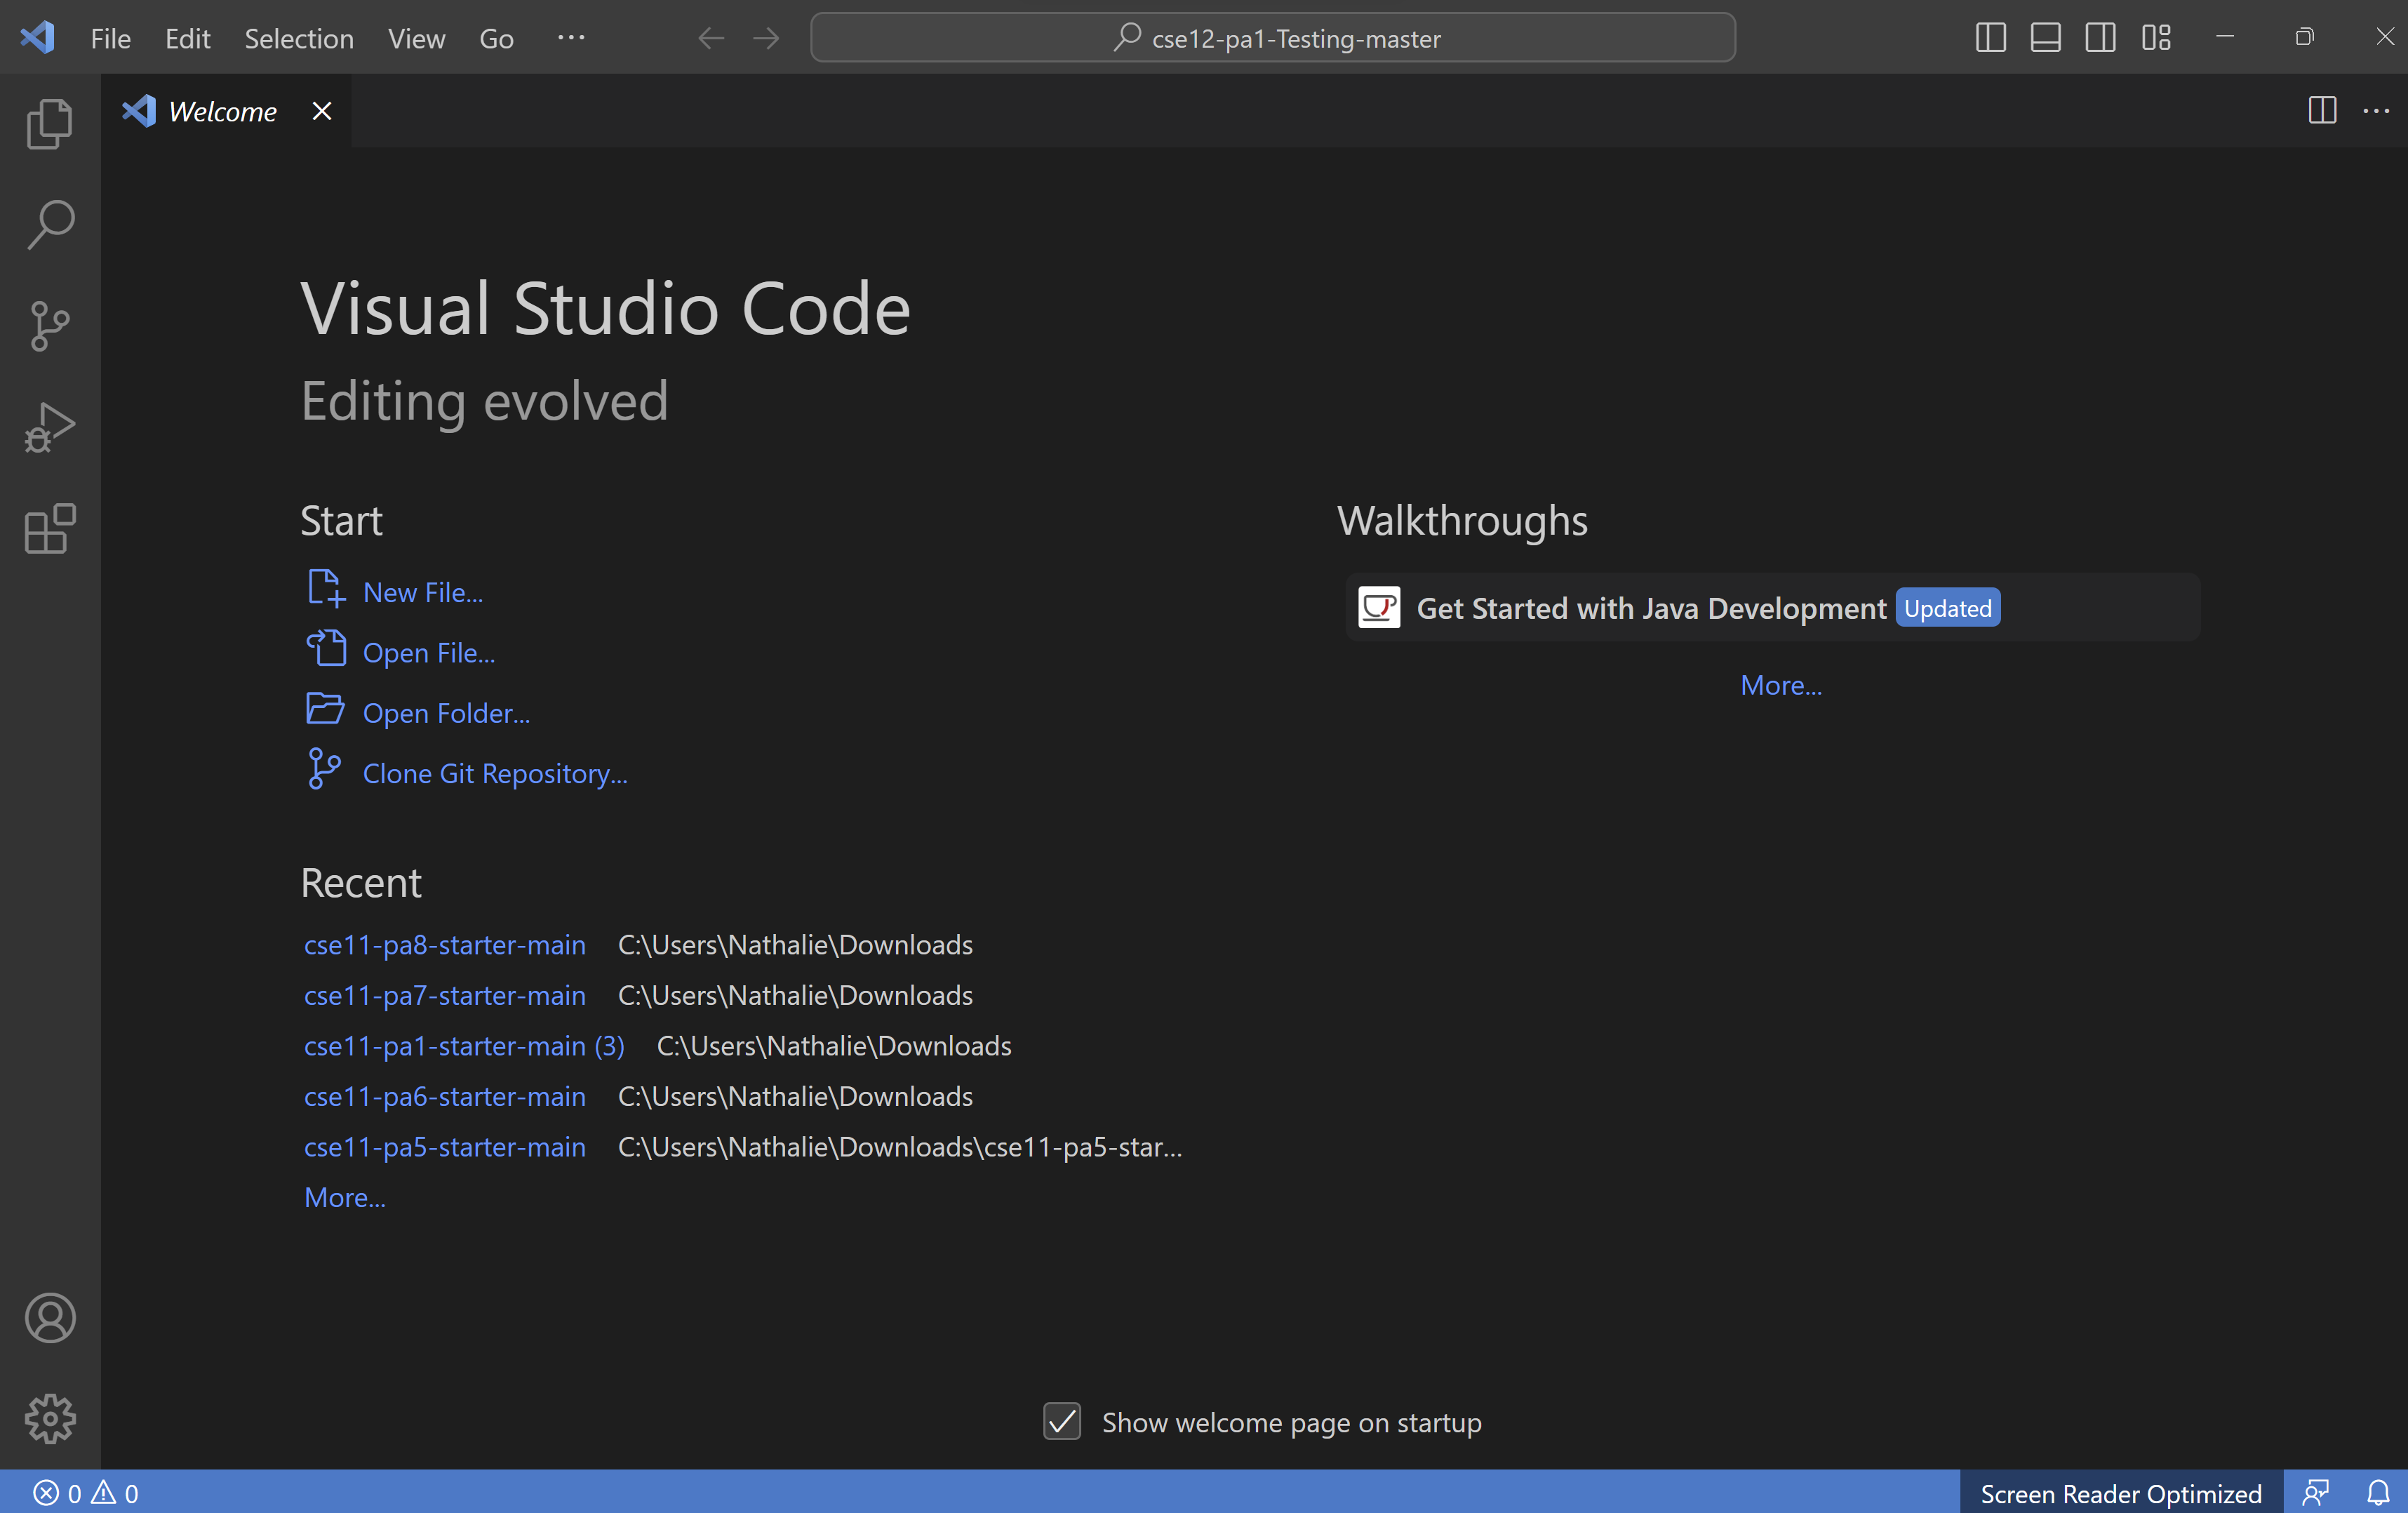 File Edit Selection View Go ... cse12-pa1-Testing-master
Welcome
Visual Studio Code
Editing evolved
Start
New File...
Open File...
Open Folder...
Clone Git Repository...
Walkthroughs
Get Started with Java Development Updated
More...
Recent
cse11-pa8-starter-main C:\Users\Nathalie\Downloads
cse11-pa7-starter-main C:\Users\Nathalie\Downloads
cse11-pa1-starter-main (3) C:\Users\Nathalie\Downloads
cse11-pa6-starter-main C:\Users\Nathalie\Downloads
cse11-pa5-starter-main C:\Users\Nathalie\Downloads\cse11-pa5-star...
More...
Show welcome page on startup
0 0 Screen Reader Optimized